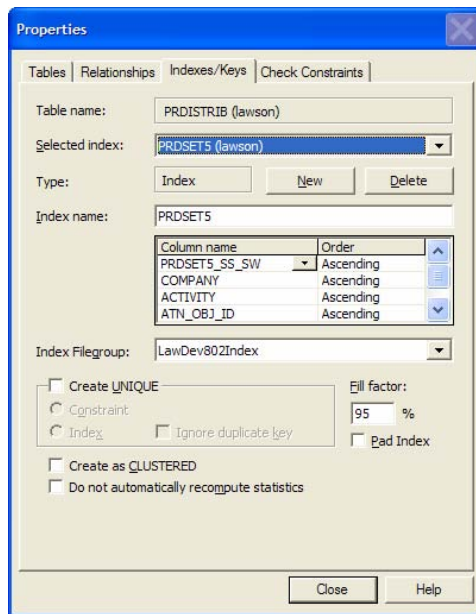 Properties
Tables Relationships Indexes/Keys Check Constraints
Table name: PRDISTRIB (lawson)
Selected index: PRDSET5 (lawson)
Type: Index New Delete
Index name: PRDSET5
Column name Order
PRDSET5_SS_SW Ascending
COMPANY Ascending
ACTIVITY Ascending
ATN_OBJ_ID Ascending
Index Filegroup: LawDev802Index
Create UNIQUE Fill factor:
Constraint 95 %
Index Ignore duplicate key Pad Index
Create as CLUSTERED
Do not automatically recompute statistics
Close Help